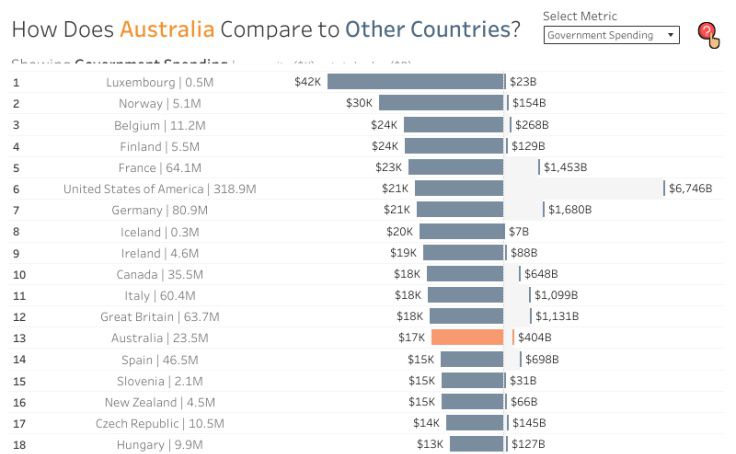 How Does Australia Compare to Other Countries?
Select Metric
Government Spending
Showing Government Spending
1 Luxembourg | 0.5M $42K $23B
2 Norway | 5.1M $30K $154B
3 Belgium | 11.2M $24K $268B
4 Finland | 5.5M $24K $129B
5 France | 64.1M $23K $1,453B
6 United States of America | 318.9M $21K $6,746B
7 Germany | 80.9M $21K $1,680B
8 Iceland | 0.3M $20K $7B
9 Ireland | 4.6M $19K $88B
10 Canada | 35.5M $18K $648B
11 Italy | 60.4M $18K $1,099B
12 Great Britain | 63.7M $18K $1,131B
13 Australia | 23.5M $17K $404B
14 Spain | 46.5M $15K $698B
15 Slovenia | 2.1M $15K $31B
16 New Zealand | 4.5M $15K $66B
17 Czech Republic | 10.5M $14K $145B
18 Hungary | 9.9M $13K $127B